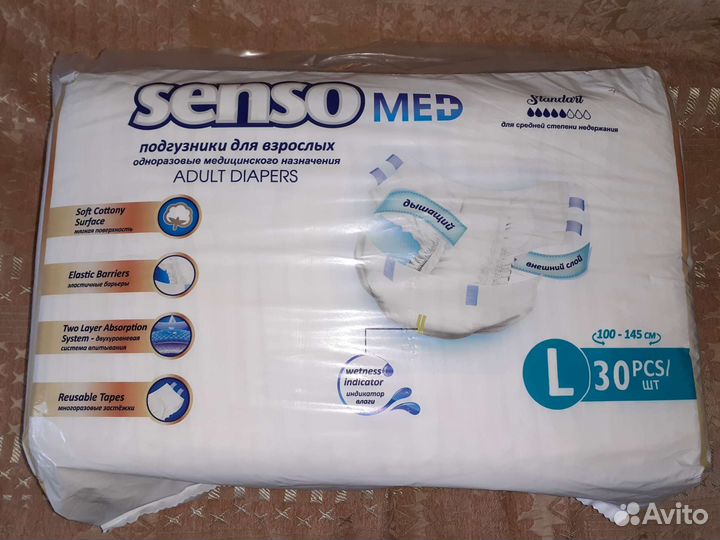 senso MED
подгузники для взрослых
одноразовые медицинского назначения
ADULT DIAPERS
Standart
для средней степени недержания
Soft Cottony
Surface
мягкая поверхность
Elastic Barriers
эластичные барьеры
Two Layer Absorption
System - двухуровневая
система впитывания
Reusable Tapes
многоразовые застёжки
дышащий
внешний слой
wetness
indicator
индикатор
влаги
100 - 145 см
L 30 PCS/
шт
Avito